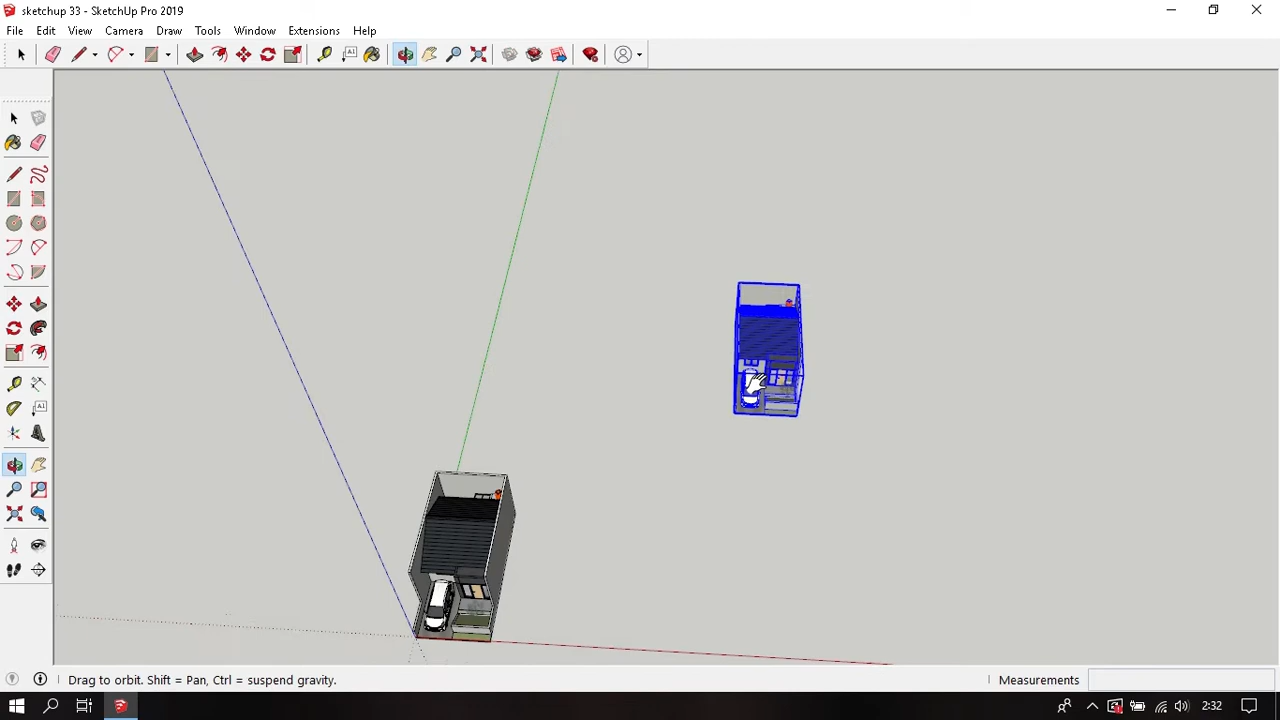 sketchup 33 - SketchUp Pro 2019
File Edit View Camera Draw Tools Window Extensions Help
Drag to orbit. Shift = Pan, Ctrl = suspend gravity.
Measurements
2:32